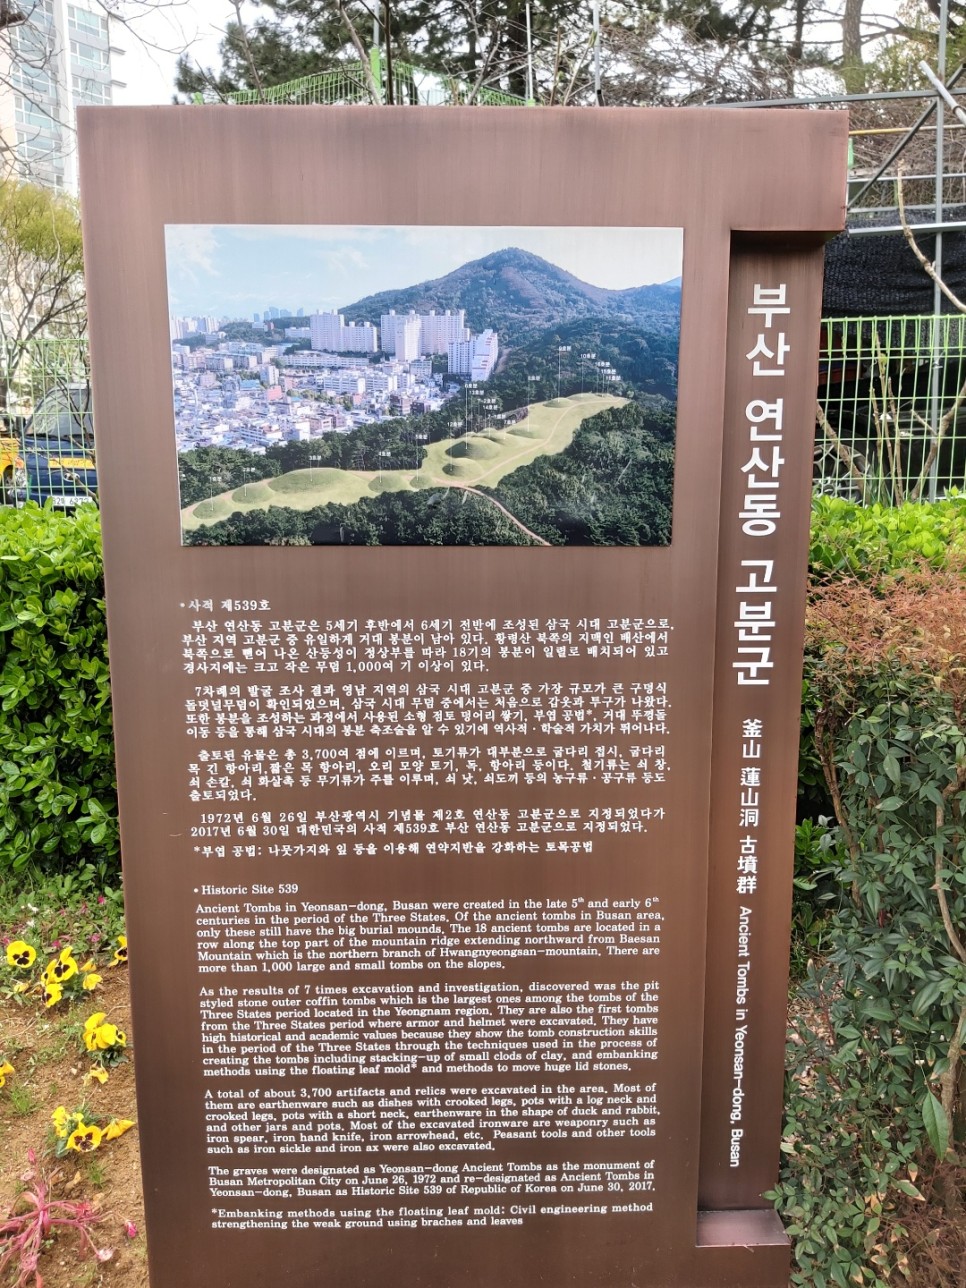 •사적 제539호
부산 연산동 고분군은 5세기 후반에서 6세기 전반에 조성된 삼국 시대 고분군으로,
부산 지역 고분군 중 유일하게 거대 봉분이 남아 있다. 황령산 북쪽의 지맥인 배산에서
북쪽으로 뻗어 나온 산등성이 정상부를 따라 18기의 봉분이 일렬로 배치되어 있고
경사지에는 크고 작은 무덤 1,000여 기 이상이 있다.
7차례의 발굴 조사 결과 영남 지역의 삼국 시대 고분군 중 가장 규모가 큰 구덩식
돌덧널무덤이 확인되었으며, 삼국 시대 무덤 중에서는 처음으로 갑옷과 투구가 나왔다.
또한 봉분을 조성하는 과정에서 사용된 소형 점토 덩어리 쌓기, 부엽 공법*, 거대 뚜껑돌
이동 등을 통해 삼국 시대의 봉분 축조술을 알 수 있기에 역사적·학술적 가치가 뛰어나다.
출토된 유물은 총 3,700여 점에 이르며, 토기류가 대부분으로 굽다리 접시, 굽다리
목 긴 항아리, 짧은 목 항아리, 오리 모양 토기, 독, 항아리 등이다. 철기류는 쇠 창,
쇠 손칼, 쇠 화살촉 등 무기류가 주를 이루며, 쇠 낫, 쇠도끼 등의 농구류·공구류 등도
출토되었다.
1972년 6월 26일 부산광역시 기념물 제2호 연산동 고분군으로 지정되었다가
2017년 6월 30일 대한민국의 사적 제539호 부산 연산동 고분군으로 지정되었다.
*부엽 공법: 나뭇가지와 잎 등을 이용해 연약지반을 강화하는 토목공법
•Historic Site 539
Ancient Tombs in Yeonsan-dong, Busan were created in the late 5th and early 6th
centuries in the period of the Three States. Of the ancient tombs in Busan area,
only these still have the big burial mounds. The 18 ancient tombs are located in a
row along the top part of the mountain ridge extending northward from Baesan
Mountain which is the northern branch of Hwangnyeongsan-mountain. There are
more than 1,000 large and small tombs on the slopes.
As the results of 7 times excavation and investigation, discovered was the pit
styled stone outer coffin tombs which is the largest ones among the tombs of the
Three States period located in the Yeongnam region. They are also the first tombs
from the Three States period where armor and helmet were excavated. They have
high historical and academic values because they show the tomb construction skills
in the period of the Three States through the techniques used in the process of
creating the tombs including stacking-up of small clods of clay, and embanking
methods using the floating leaf mold* and methods to move huge lid stones.
A total of about 3,700 artifacts and relics were excavated in the area. Most of
them are earthenware such as dishes with crooked legs, pots with a log neck and
crooked legs, pots with a short neck, earthenware in the shape of duck and rabbit,
and other jars and pots. Most of the excavated ironware are weaponry such as
iron spear, iron hand knife, iron arrowhead, etc. Peasant tools and other tools
such as iron sickle and iron ax were also excavated.
The graves were designated as Yeonsan-dong Ancient Tombs as the monument of
Busan Metropolitan City on June 26, 1972 and re-designated as Ancient Tombs in
Yeonsan-dong, Busan as Historic Site 539 of Republic of Korea on June 30, 2017.
*Embanking methods using the floating leaf mold: Civil engineering method
strengthening the weak ground using braches and leaves
부산 연산동 고분군
釜山 蓮山洞 古墳群
Ancient Tombs in Yeonsan-dong, Busan